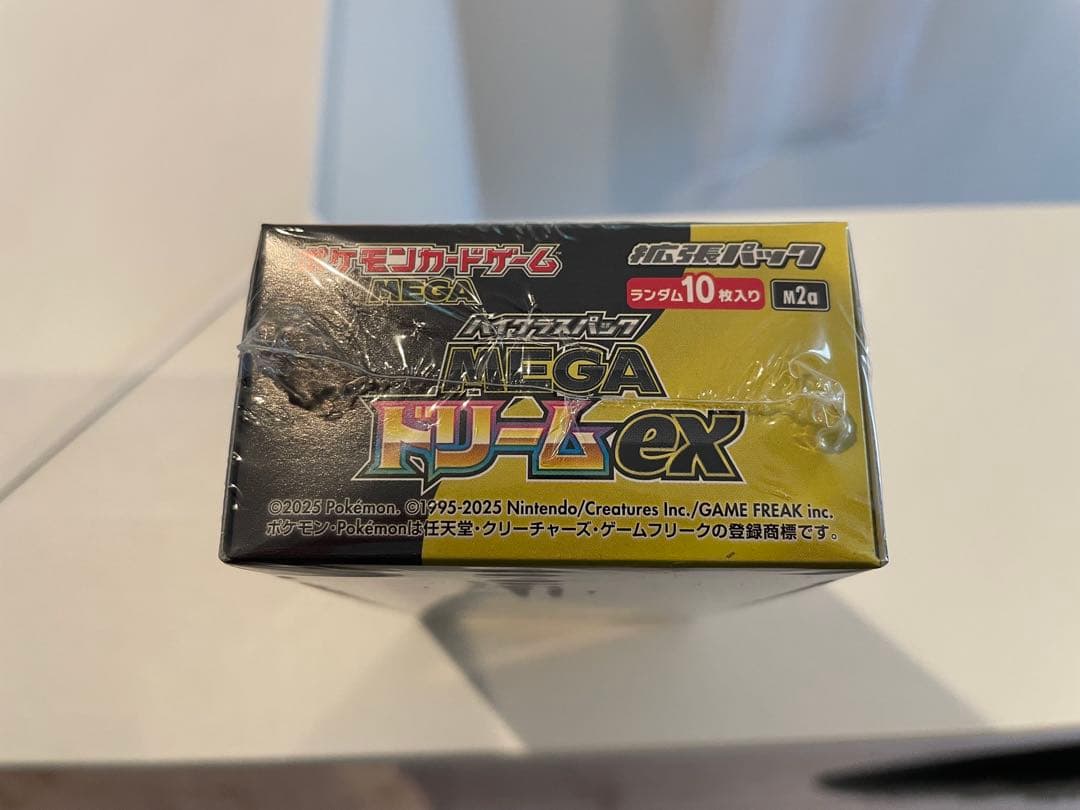 ポケモンカードゲーム
MEGA
拡張パック
ランダム10枚入り
M2a
ハイクラスパック
MEGA
ドリームex
©2025 Pokémon. ©1995-2025 Nintendo/Creatures Inc./GAME FREAK inc.
ポケモン・Pokémonは任天堂・クリーチャーズ・ゲームフリークの登録商標です。